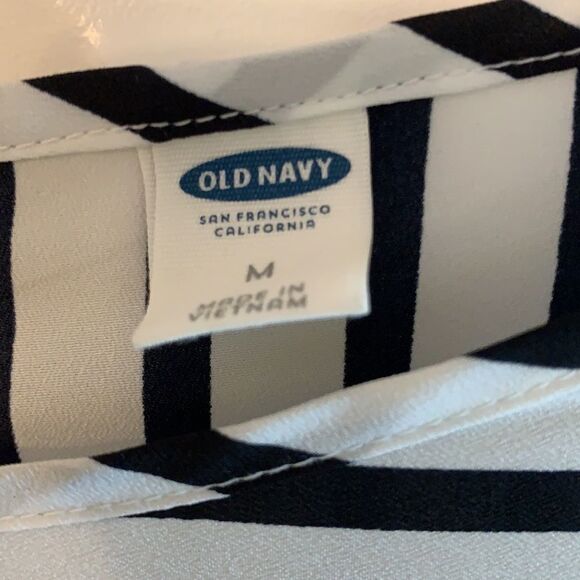 OLD NAVY
SAN FRANCISCO
CALIFORNIA
M
MADE IN
VIETNAM